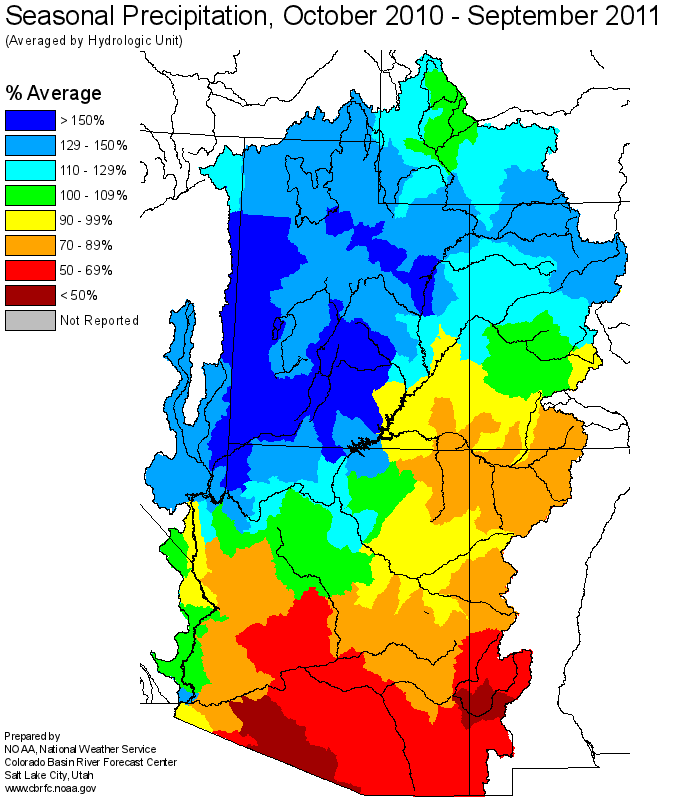 Seasonal Precipitation, October 2010 - September 2011
(Averaged by Hydrologic Unit)
% Average
> 150%
129 - 150%
110 - 129%
100 - 109%
90 - 99%
70 - 89%
50 - 69%
< 50%
Not Reported
Prepared by
NOAA, National Weather Service
Colorado Basin River Forecast Center
Salt Lake City, Utah
www.cbrfc.noaa.gov